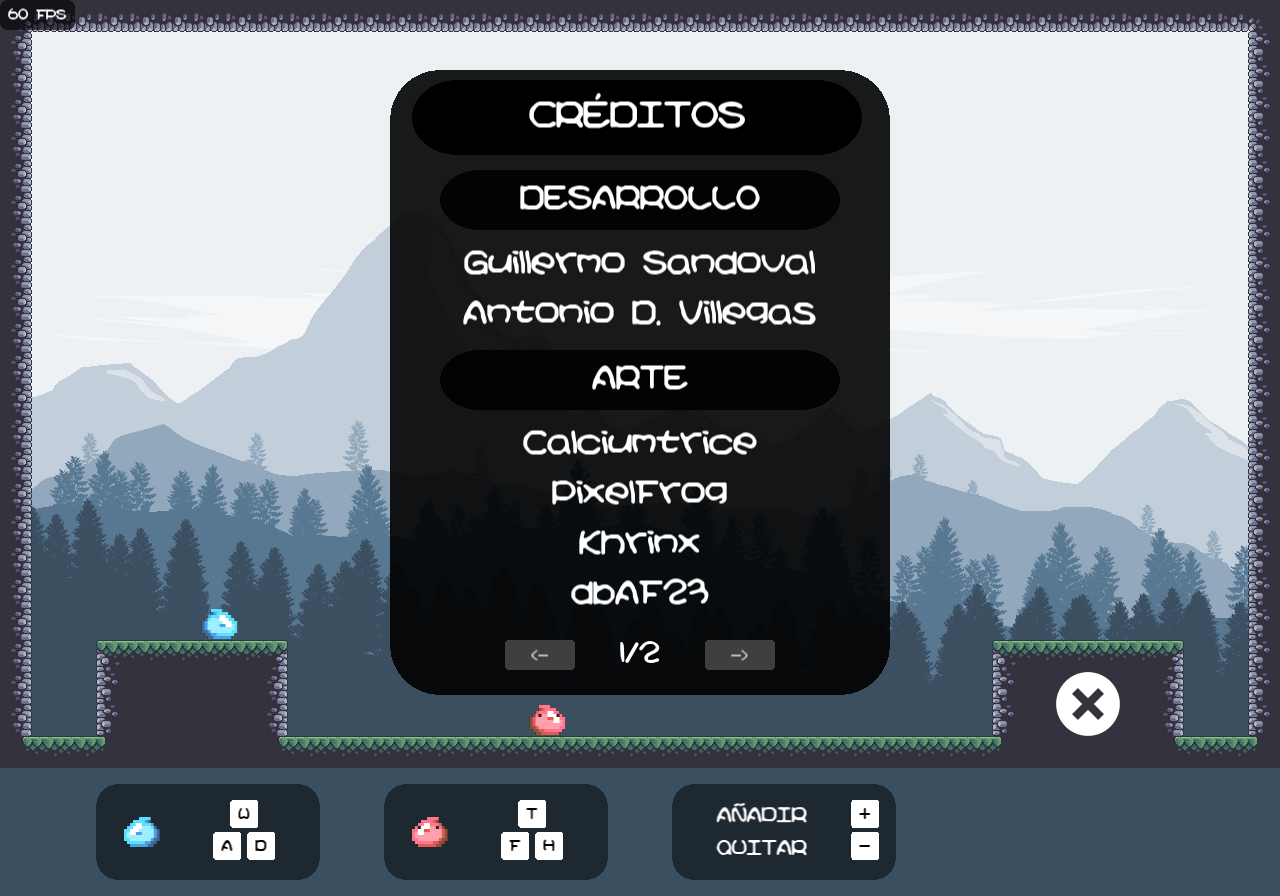 60 FPS
CRÉDITOS
DESARROLLO
Guillermo Sandoval
Antonio D. Villegas
ARTE
Calciumtrice
PixelFrog
Khrinx
dbAF23
← 1/2 →
W
A D
T
F H
AÑADIR +
QUITAR −